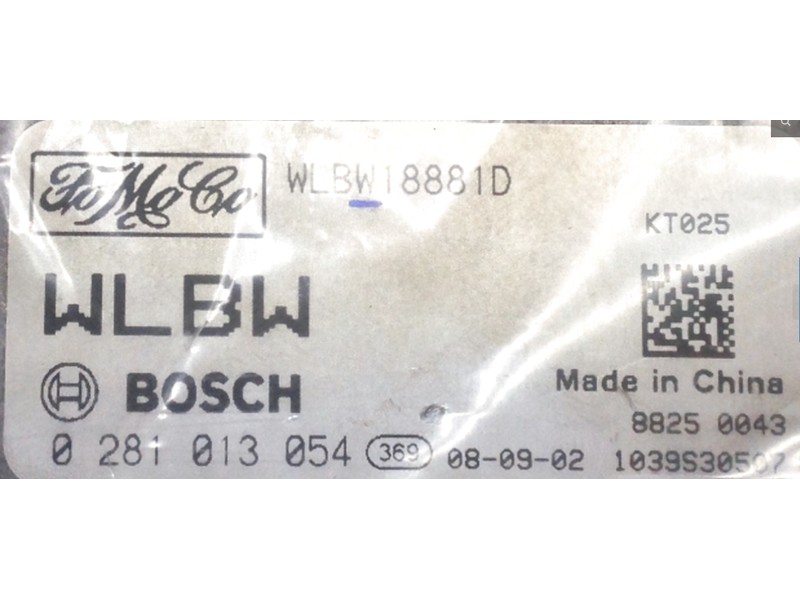 FoMoCo WLBW18881D
KT025
WLBW
BOSCH
Made in China
8825 0043
0 281 013 054 369 08-09-02 1039S30507